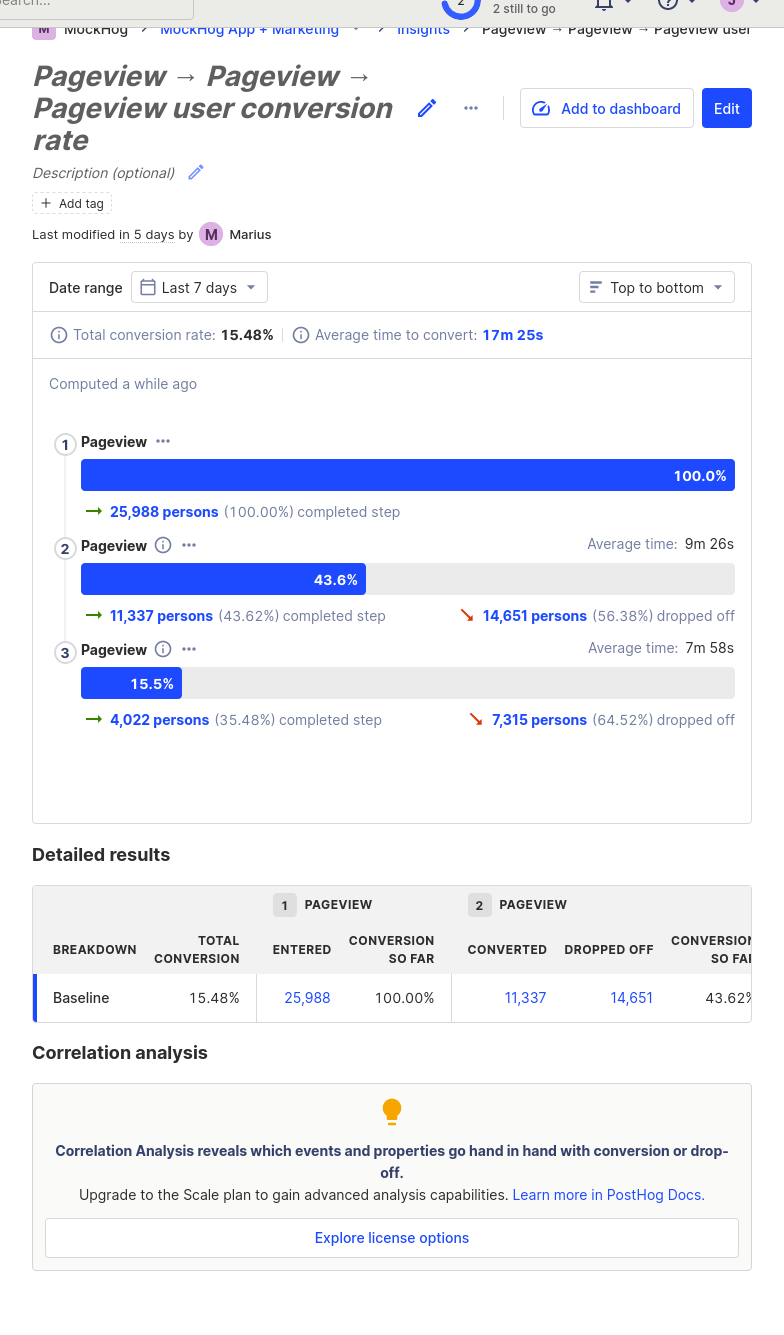 Search...
2
2 still to go
J
M MockHog MockHog App + Marketing Insights Pageview → Pageview → Pageview user
Pageview → Pageview →
Pageview user conversion
rate
Add to dashboard
Edit
Description (optional)
+ Add tag
Last modified in 5 days by M Marius
Date range Last 7 days Top to bottom
Total conversion rate: 15.48% Average time to convert: 17m 25s
Computed a while ago
1 Pageview
100.0%
→ 25,988 persons (100.00%) completed step
2 Pageview Average time: 9m 26s
43.6%
→ 11,337 persons (43.62%) completed step 14,651 persons (56.38%) dropped off
3 Pageview Average time: 7m 58s
15.5%
→ 4,022 persons (35.48%) completed step 7,315 persons (64.52%) dropped off
Detailed results
1 PAGEVIEW 2 PAGEVIEW
BREAKDOWN TOTAL CONVERSION ENTERED CONVERSION SO FAR CONVERTED DROPPED OFF CONVERSION SO FAR
Baseline 15.48% 25,988 100.00% 11,337 14,651 43.62%
Correlation analysis
Correlation Analysis reveals which events and properties go hand in hand with conversion or drop-
off.
Upgrade to the Scale plan to gain advanced analysis capabilities. Learn more in PostHog Docs.
Explore license options